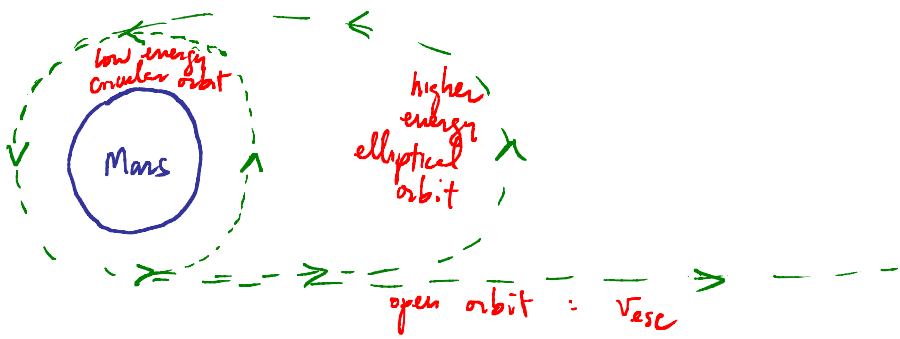 low energy
circular orbit
Mars
higher
energy
elliptical
orbit
open orbit : Vesc